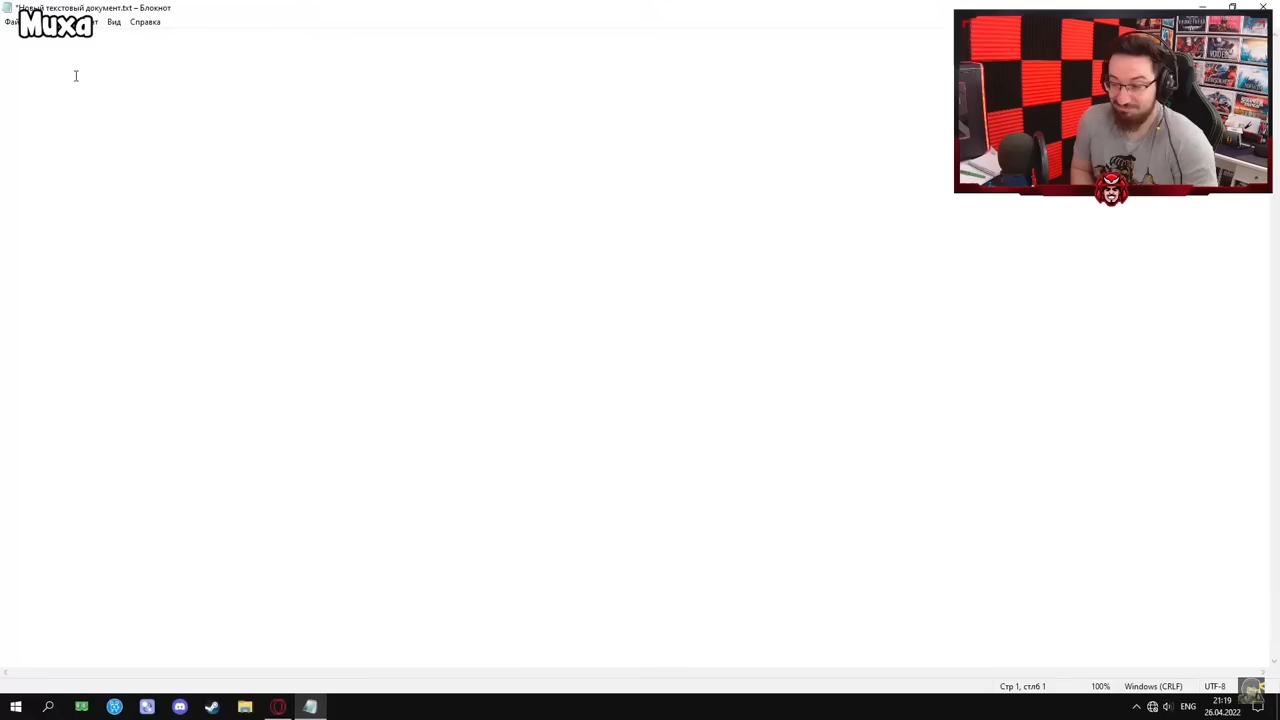 *Новый текстовый документ.txt – Блокнот
Миха
Вид
Справка
Стр 1, стлб 1
100%
Windows (CRLF)
UTF-8
ENG
21:19
26.04.2022